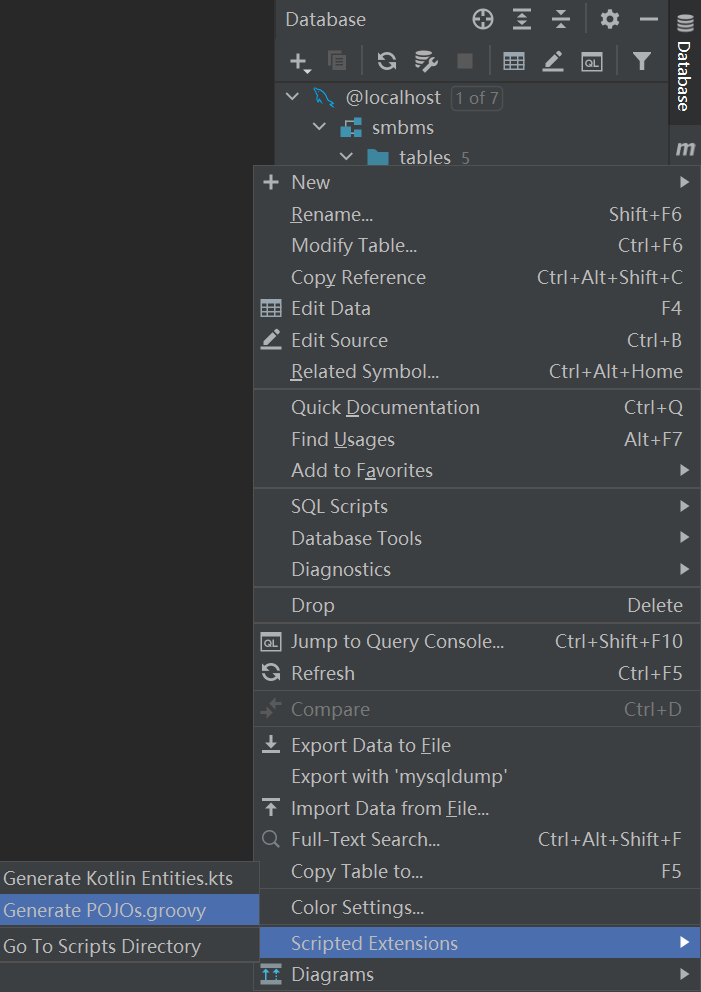 Database
Database
@localhost 1 of 7
smbms
m
tables 5
New
Rename... Shift+F6
Modify Table... Ctrl+F6
Copy Reference Ctrl+Alt+Shift+C
Edit Data F4
Edit Source Ctrl+B
Related Symbol... Ctrl+Alt+Home
Quick Documentation Ctrl+Q
Find Usages Alt+F7
Add to Favorites
SQL Scripts
Database Tools
Diagnostics
Drop Delete
QL Jump to Query Console... Ctrl+Shift+F10
Refresh Ctrl+F5
Compare Ctrl+D
Export Data to File
Export with 'mysqldump'
Import Data from File...
Full-Text Search... Ctrl+Alt+Shift+F
Copy Table to... F5
Color Settings...
Scripted Extensions
Diagrams
Generate Kotlin Entities.kts
Generate POJOs.groovy
Go To Scripts Directory